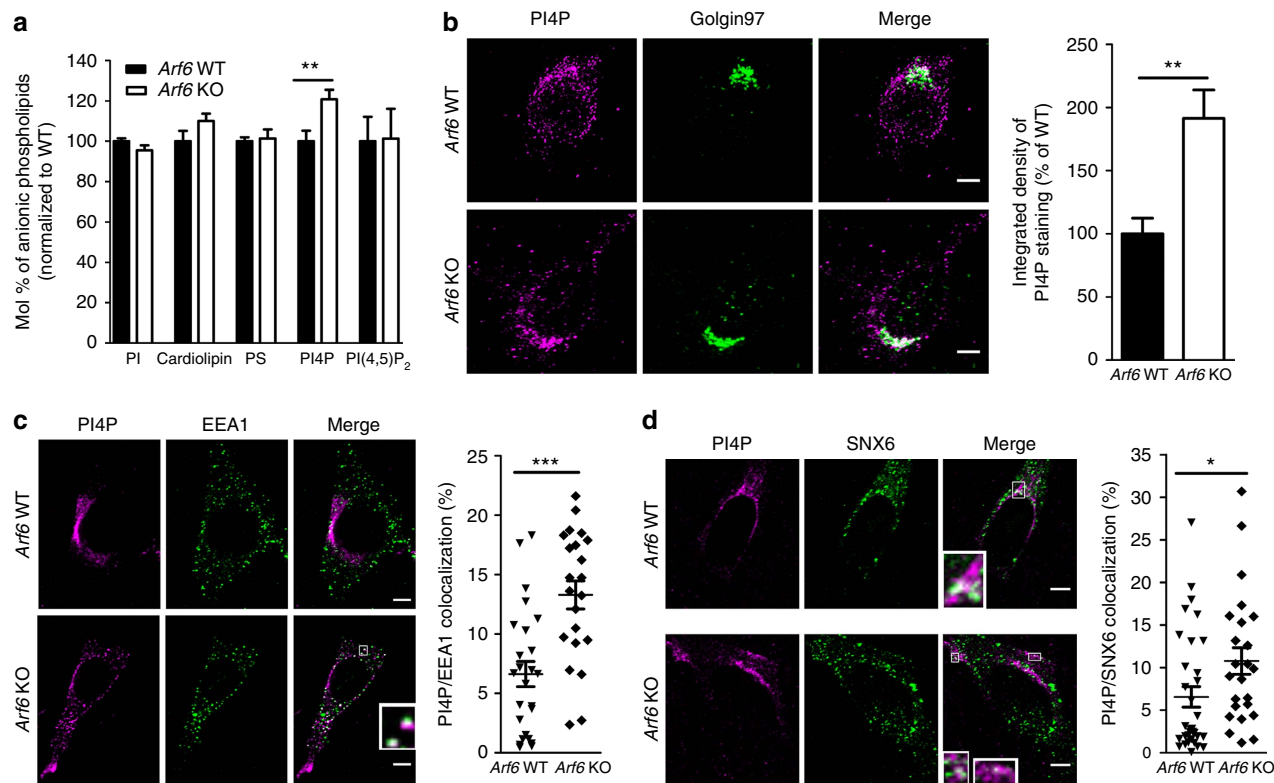 a
Mol % of anionic phospholipids
(normalized to WT)
140
120
100
80
60
40
20
0
Arf6 WT
Arf6 KO
**
PI
Cardiolipin
PS
PI4P
PI(4,5)P2
b
PI4P
Golgin97
Merge
Arf6 WT
Arf6 KO
Integrated density of
PI4P staining (% of WT)
250
200
150
100
50
0
**
Arf6 WT
Arf6 KO
c
PI4P
EEA1
Merge
Arf6 WT
Arf6 KO
PI4P/EEA1 colocalization (%)
25
20
15
10
5
0
***
Arf6 WT
Arf6 KO
d
PI4P
SNX6
Merge
Arf6 WT
Arf6 KO
PI4P/SNX6 colocalization (%)
35
30
25
20
15
10
5
0
*
Arf6 WT
Arf6 KO